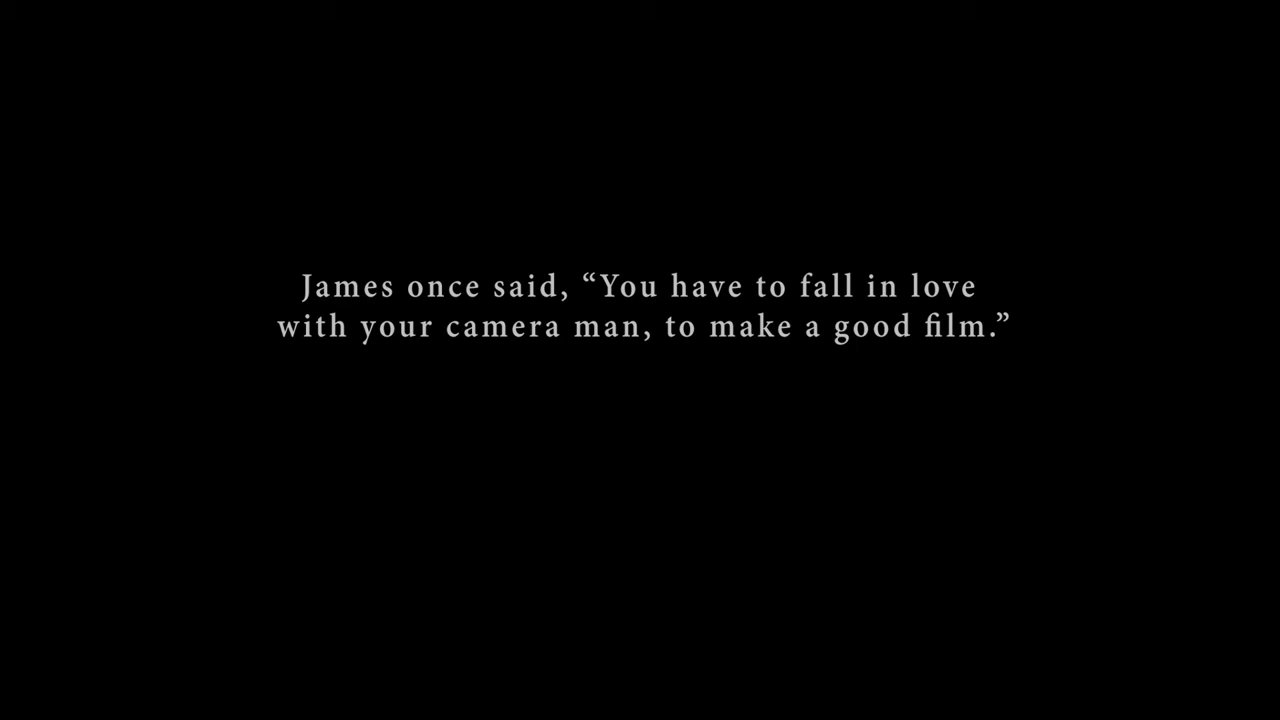 James once said, “You have to fall in love
with your camera man, to make a good film.”